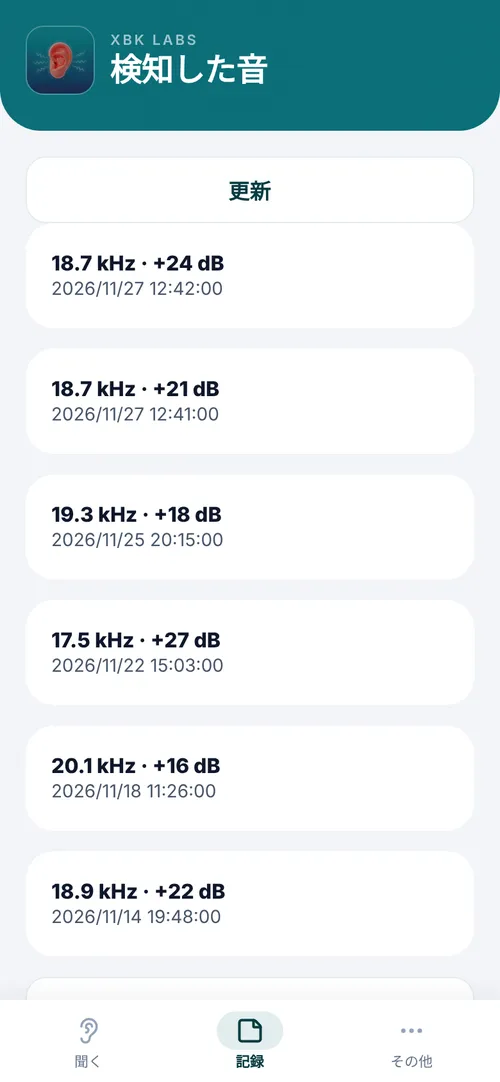 XBK LABS
検知した音
更新
18.7 kHz · +24 dB
2026/11/27 12:42:00
18.7 kHz · +21 dB
2026/11/27 12:41:00
19.3 kHz · +18 dB
2026/11/25 20:15:00
17.5 kHz · +27 dB
2026/11/22 15:03:00
20.1 kHz · +16 dB
2026/11/18 11:26:00
18.9 kHz · +22 dB
2026/11/14 19:48:00
聞く
記録
その他